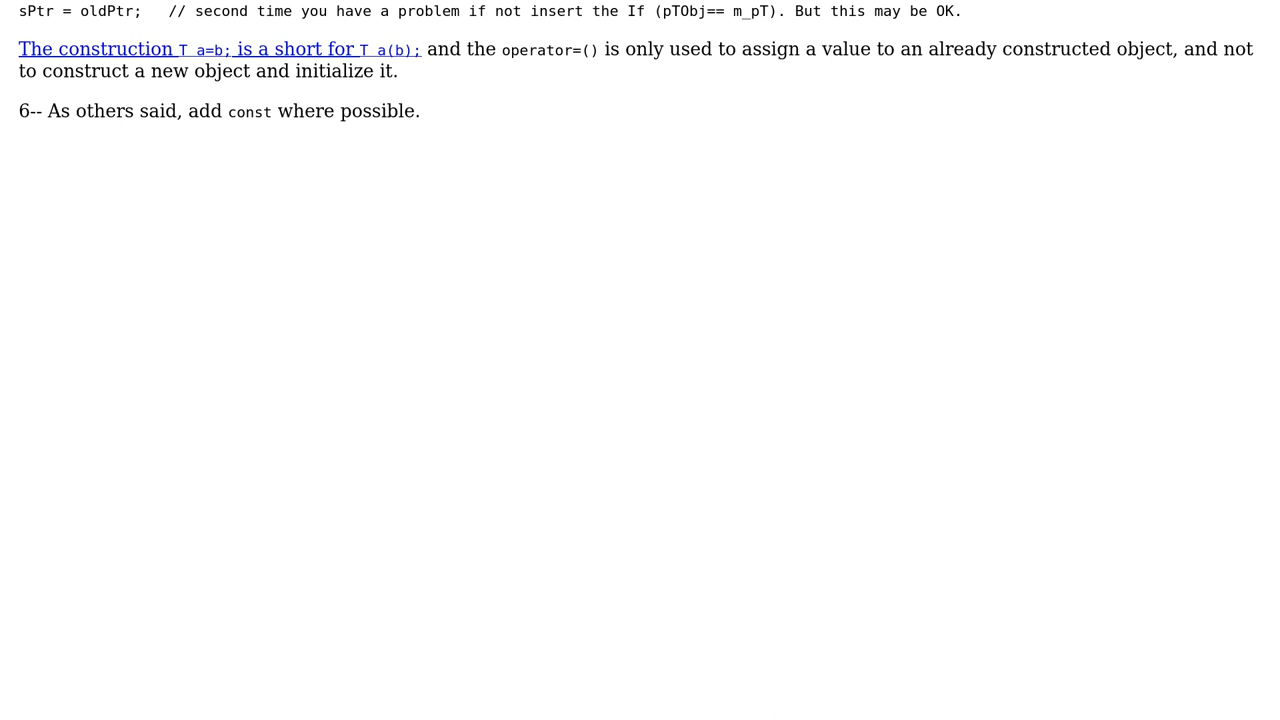 sPtr = oldPtr;   // second time you have a problem if not insert the If (pTObj== m_pT). But this may be OK.
The construction T a=b; is a short for T a(b); and the operator=() is only used to assign a value to an already constructed object, and not
to construct a new object and initialize it.
6-- As others said, add const where possible.